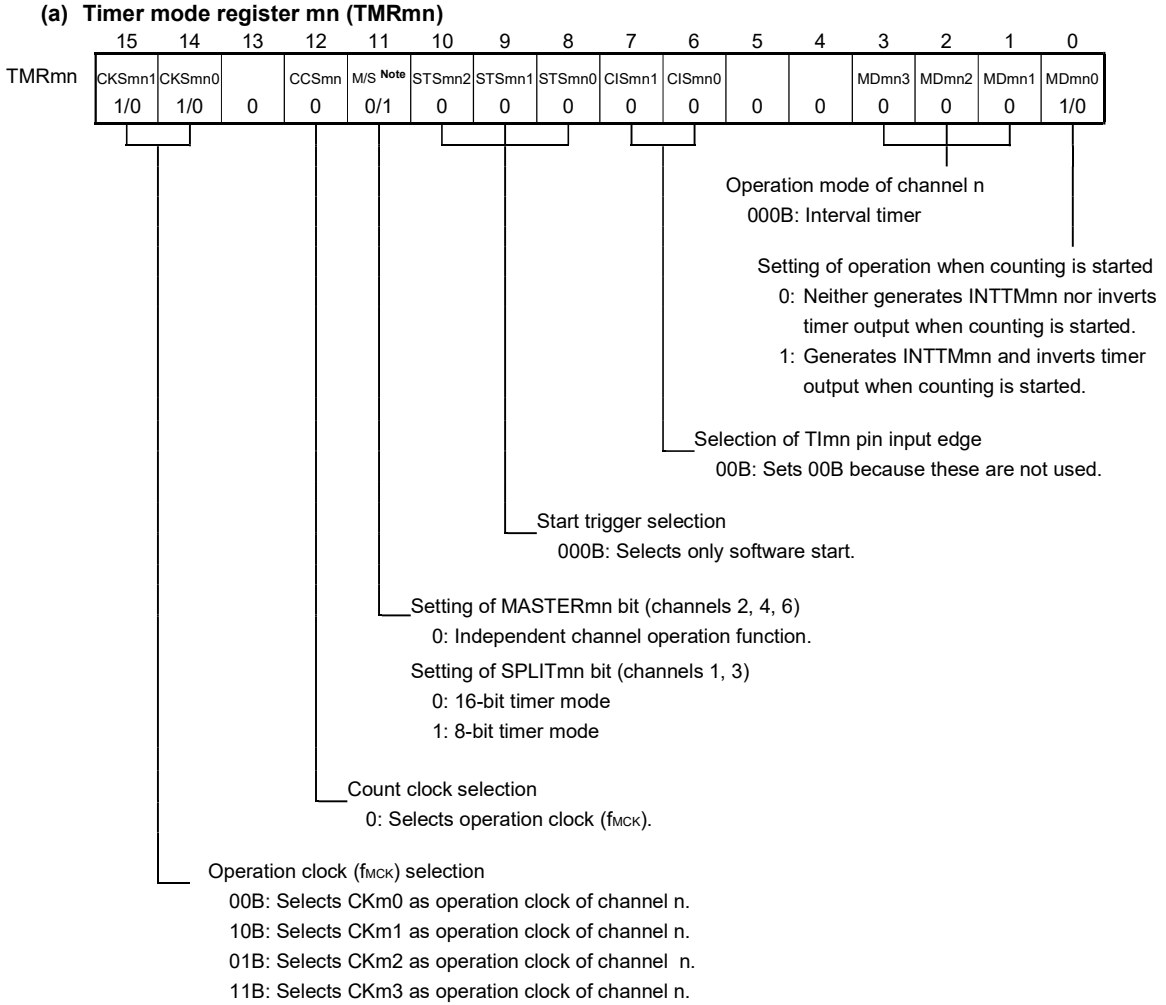 (a) Timer mode register mn (TMRmn)
15 14 13 12 11 10 9 8 7 6 5 4 3 2 1 0
TMRmn CKSmn1 CKSmn0 CCSmn M/S Note STSmn2 STSmn1 STSmn0 CISmn1 CISmn0 MDmn3 MDmn2 MDmn1 MDmn0
1/0 1/0 0 0 0/1 0 0 0 0 0 0 0 0 0 0 1/0
Operation mode of channel n
000B: Interval timer
Setting of operation when counting is started
0: Neither generates INTTMmn nor inverts
timer output when counting is started.
1: Generates INTTMmn and inverts timer
output when counting is started.
Selection of TImn pin input edge
00B: Sets 00B because these are not used.
Start trigger selection
000B: Selects only software start.
Setting of MASTERmn bit (channels 2, 4, 6)
0: Independent channel operation function.
Setting of SPLITmn bit (channels 1, 3)
0: 16-bit timer mode
1: 8-bit timer mode
Count clock selection
0: Selects operation clock (fMCK).
Operation clock (fMCK) selection
00B: Selects CKm0 as operation clock of channel n.
10B: Selects CKm1 as operation clock of channel n.
01B: Selects CKm2 as operation clock of channel n.
11B: Selects CKm3 as operation clock of channel n.